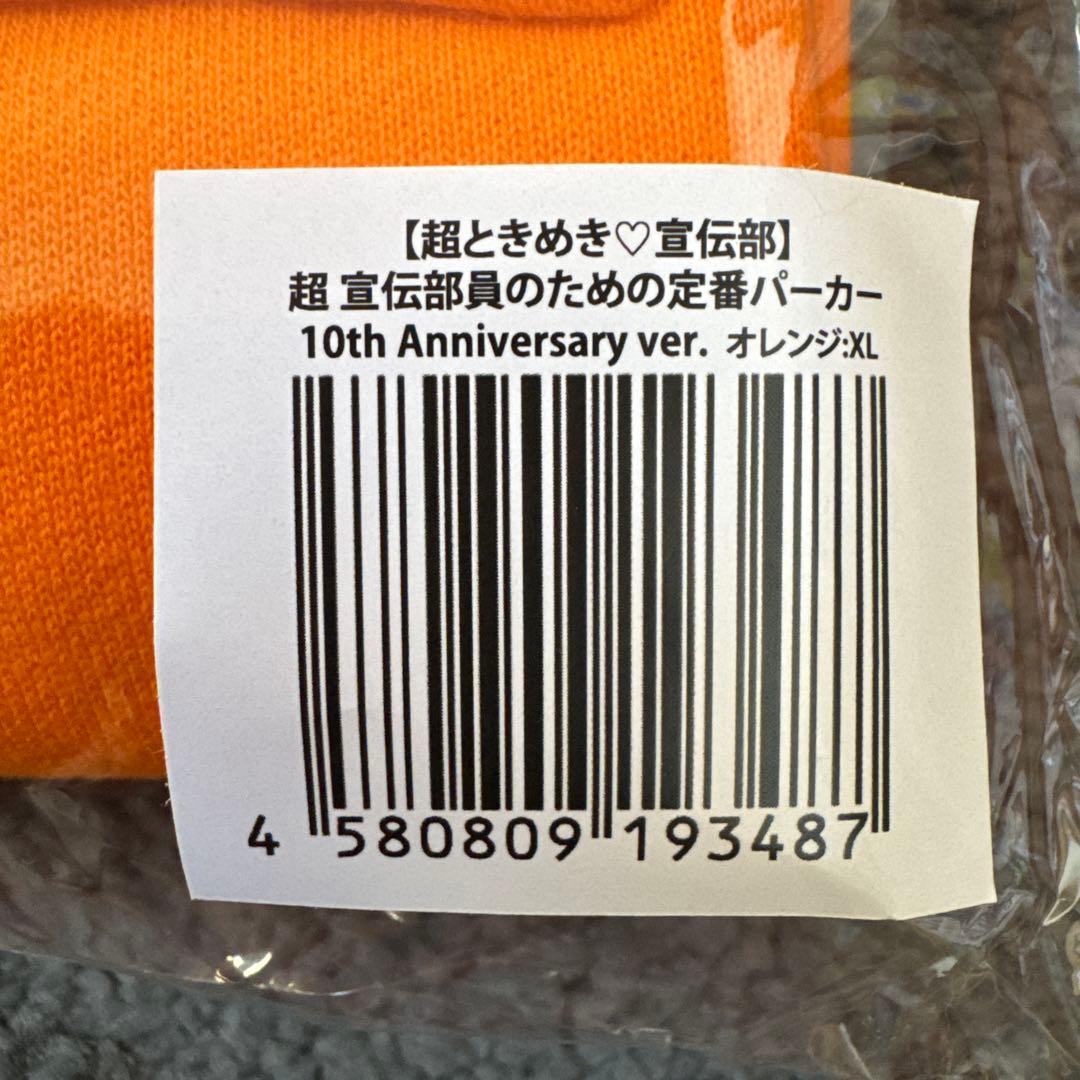 【超ときめき♡宣伝部】
超 宣伝部員のための定番パーカー
10th Anniversary ver. オレンジ:XL
4 580809 193487